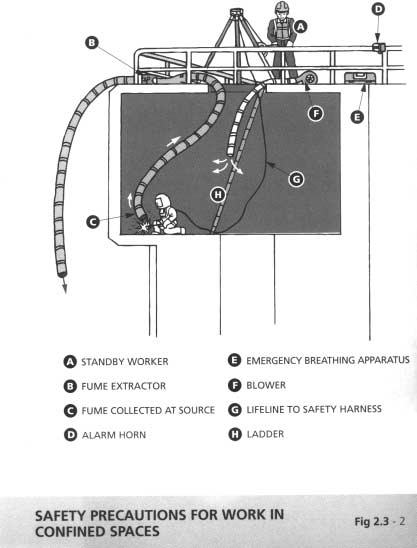 A
B
D
F
E
G
H
C
A STANDBY WORKER
B FUME EXTRACTOR
C FUME COLLECTED AT SOURCE
D ALARM HORN
E EMERGENCY BREATHING APPARATUS
F BLOWER
G LIFELINE TO SAFETY HARNESS
H LADDER
SAFETY PRECAUTIONS FOR WORK IN
CONFINED SPACES
Fig 2.3 - 2